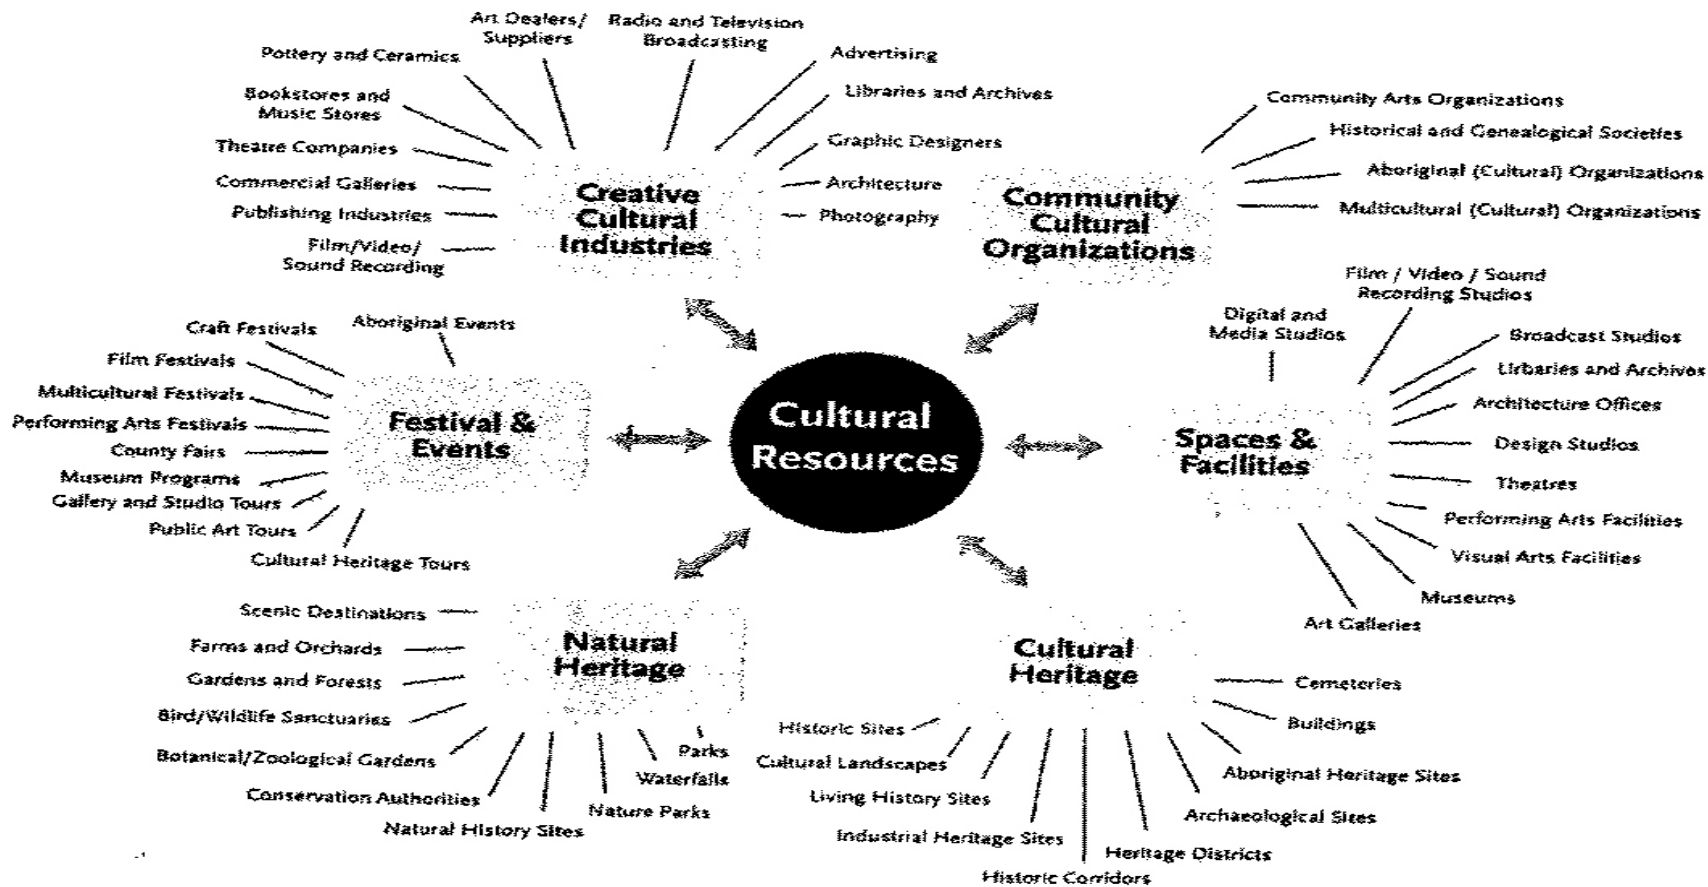 Art Dealers/
Suppliers
Radio and Television
Broadcasting
Pottery and Ceramics
Advertising
Bookstores and
Music Stores
Libraries and Archives
Theatre Companies
Graphic Designers
Commercial Galleries
Architecture
Publishing Industries
Photography
Film/Video/
Sound Recording
Creative
Cultural
Industries
Community Arts Organizations
Historical and Genealogical Societies
Aboriginal (Cultural) Organizations
Multicultural (Cultural) Organizations
Community
Cultural
Organizations
Craft Festivals
Aboriginal Events
Film Festivals
Multicultural Festivals
Performing Arts Festivals
County Fairs
Museum Programs
Gallery and Studio Tours
Public Art Tours
Cultural Heritage Tours
Festival &
Events
Cultural
Resources
Film / Video / Sound
Recording Studios
Digital and
Media Studios
Broadcast Studios
Lirbaries and Archives
Architecture Offices
Design Studios
Theatres
Performing Arts Facilities
Visual Arts Facilities
Museums
Art Galleries
Spaces &
Facilities
Scenic Destinations
Farms and Orchards
Gardens and Forests
Bird/Wildlife Sanctuaries
Botanical/Zoological Gardens
Conservation Authorities
Natural History Sites
Nature Parks
Waterfalls
Parks
Natural
Heritage
Cultural
Heritage
Historic Sites
Cultural Landscapes
Living History Sites
Industrial Heritage Sites
Historic Corridors
Heritage Districts
Archaeological Sites
Aboriginal Heritage Sites
Buildings
Cemeteries